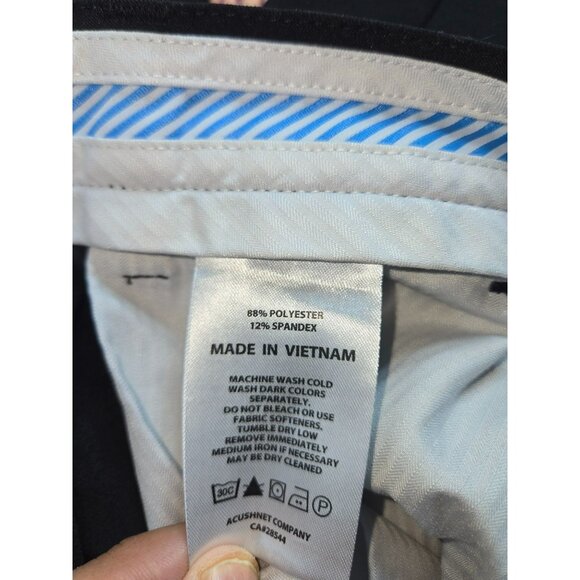 88% POLYESTER
12% SPANDEX
MADE IN VIETNAM
MACHINE WASH COLD
WASH DARK COLORS
SEPARATELY.
DO NOT BLEACH OR USE
FABRIC SOFTENERS.
TUMBLE DRY LOW
REMOVE IMMEDIATELY
MEDIUM IRON IF NECESSARY
MAY BE DRY CLEANED
30C P
ACUSHNET COMPANY
CA#28544